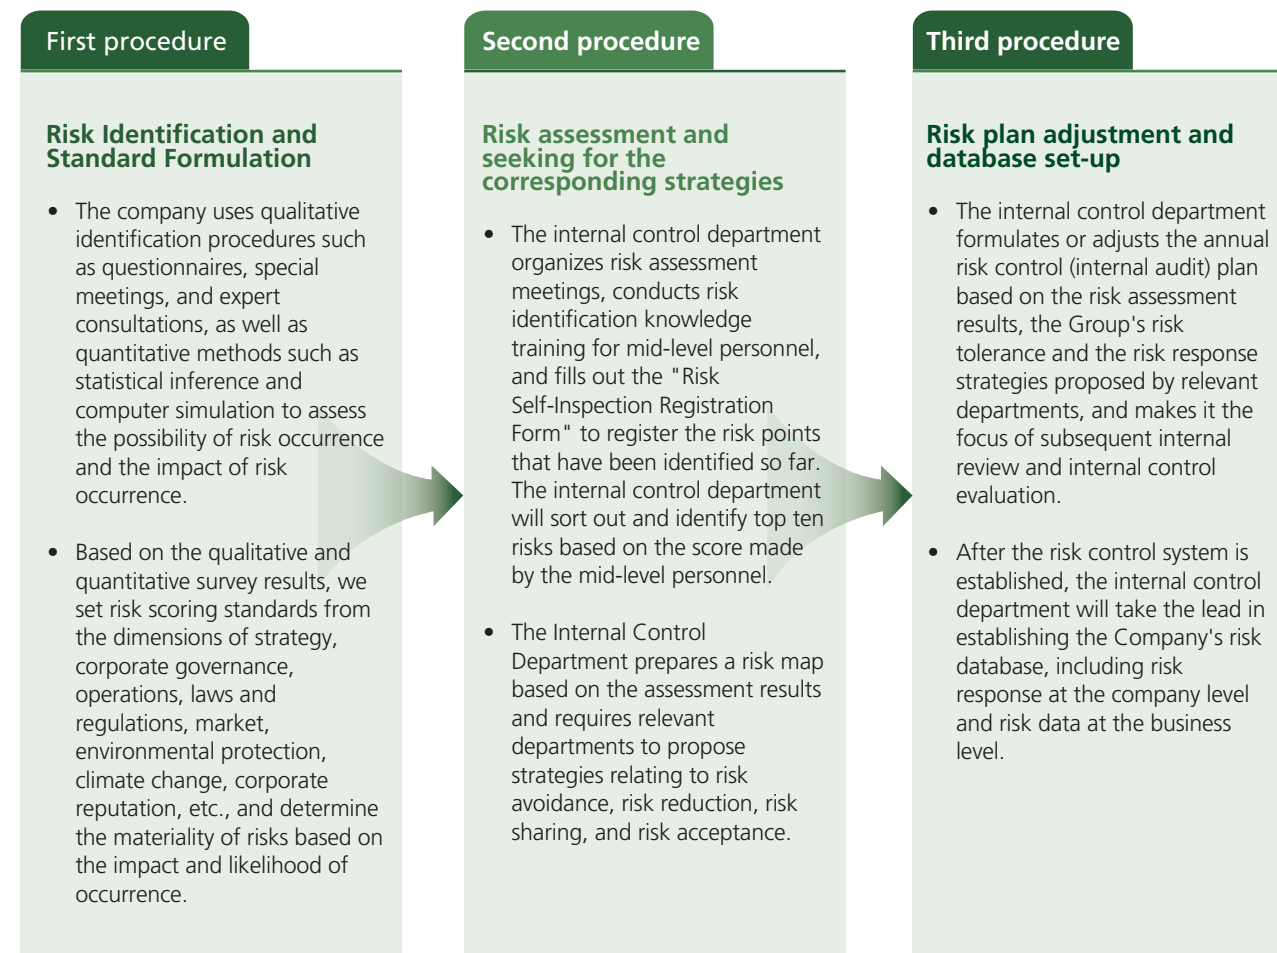 First procedure
Risk Identification and
Standard Formulation
• The company uses qualitative
identification procedures such
as questionnaires, special
meetings, and expert
consultations, as well as
quantitative methods such as
statistical inference and
computer simulation to assess
the possibility of risk occurrence
and the impact of risk
occurrence.
• Based on the qualitative and
quantitative survey results, we
set risk scoring standards from
the dimensions of strategy,
corporate governance,
operations, laws and
regulations, market,
environmental protection,
climate change, corporate
reputation, etc., and determine
the materiality of risks based on
the impact and likelihood of
occurrence.
Second procedure
Risk assessment and
seeking for the
corresponding strategies
• The internal control department
organizes risk assessment
meetings, conducts risk
identification knowledge
training for mid-level personnel,
and fills out the "Risk
Self-Inspection Registration
Form" to register the risk points
that have been identified so far.
The internal control department
will sort out and identify top ten
risks based on the score made
by the mid-level personnel.
• The Internal Control
Department prepares a risk map
based on the assessment results
and requires relevant
departments to propose
strategies relating to risk
avoidance, risk reduction, risk
sharing, and risk acceptance.
Third procedure
Risk plan adjustment and
database set-up
• The internal control department
formulates or adjusts the annual
risk control (internal audit) plan
based on the risk assessment
results, the Group's risk
tolerance and the risk response
strategies proposed by relevant
departments, and makes it the
focus of subsequent internal
review and internal control
evaluation.
• After the risk control system is
established, the internal control
department will take the lead in
establishing the Company's risk
database, including risk
response at the company level
and risk data at the business
level.